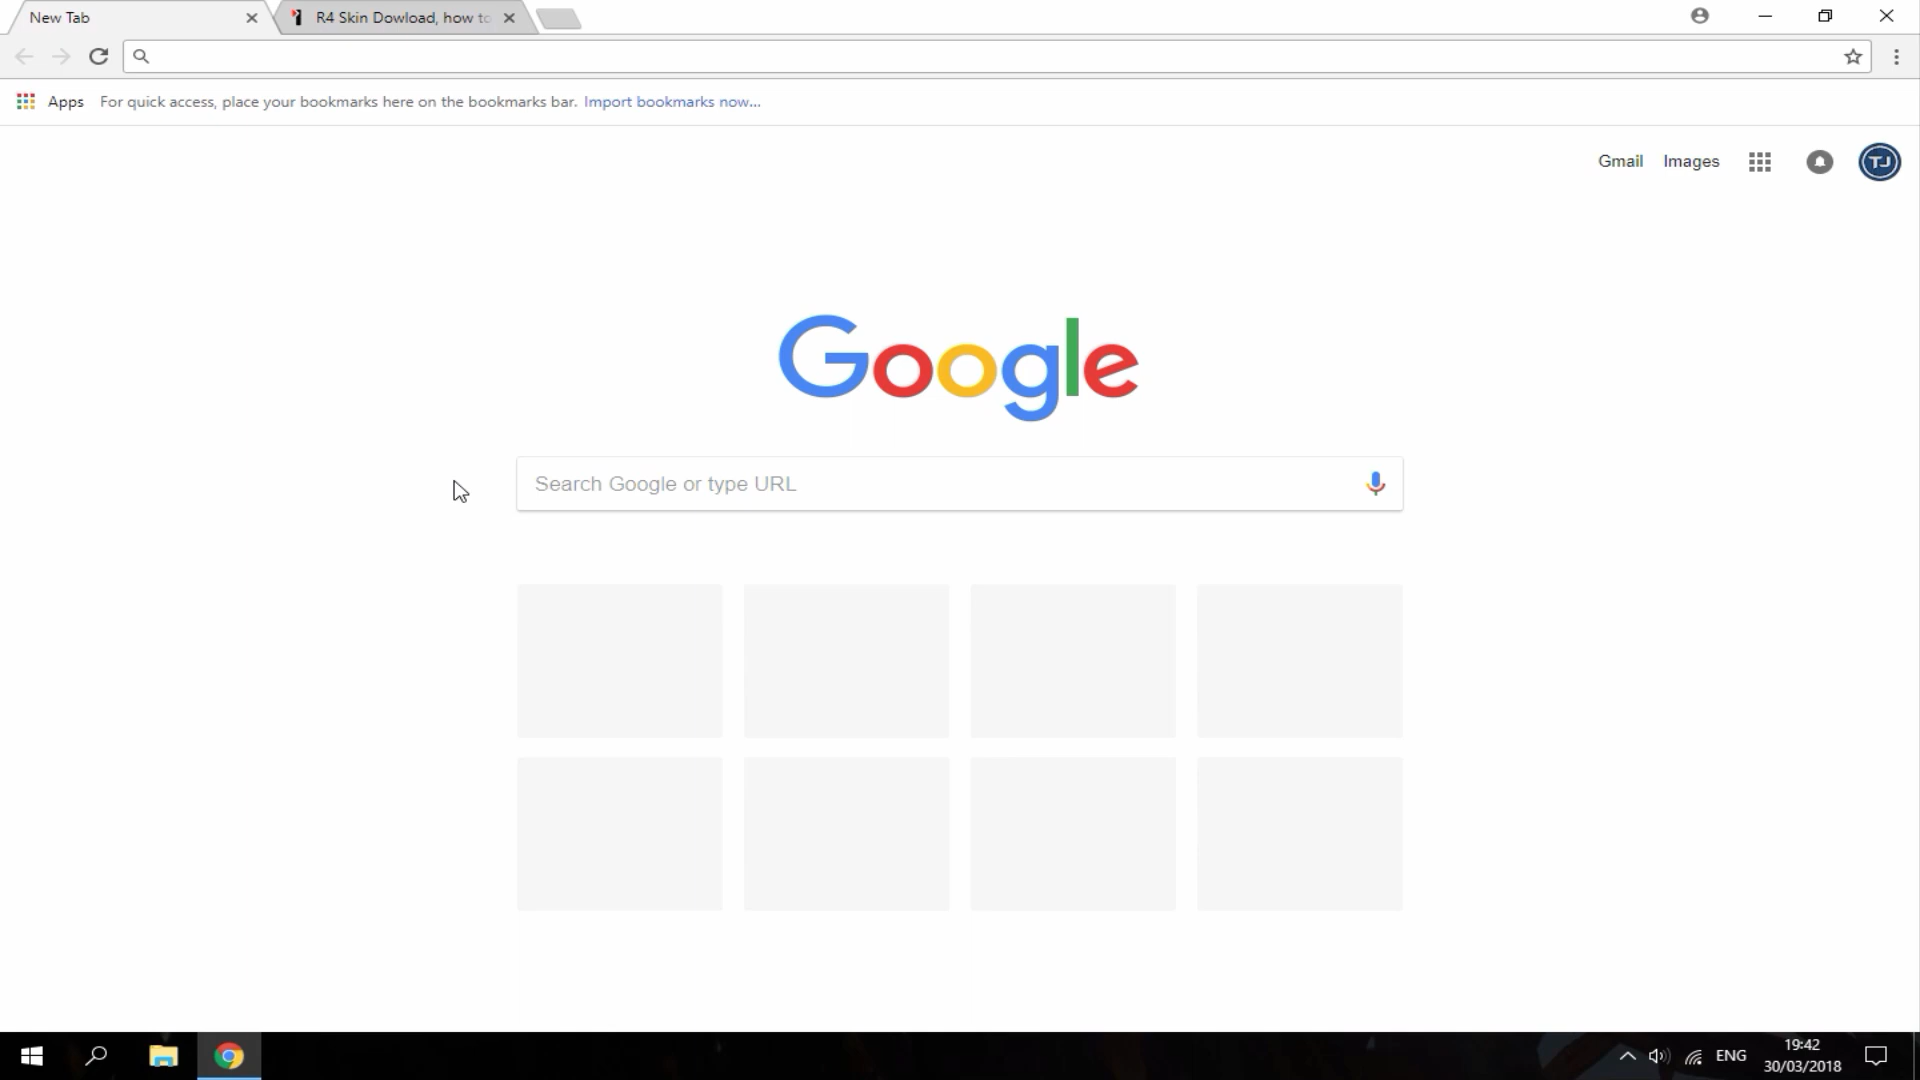 New Tab
R4 Skin Dowload, how to
Apps For quick access, place your bookmarks here on the bookmarks bar. Import bookmarks now...
Gmail Images TJ
Google
Search Google or type URL
ENG
19:42
30/03/2018